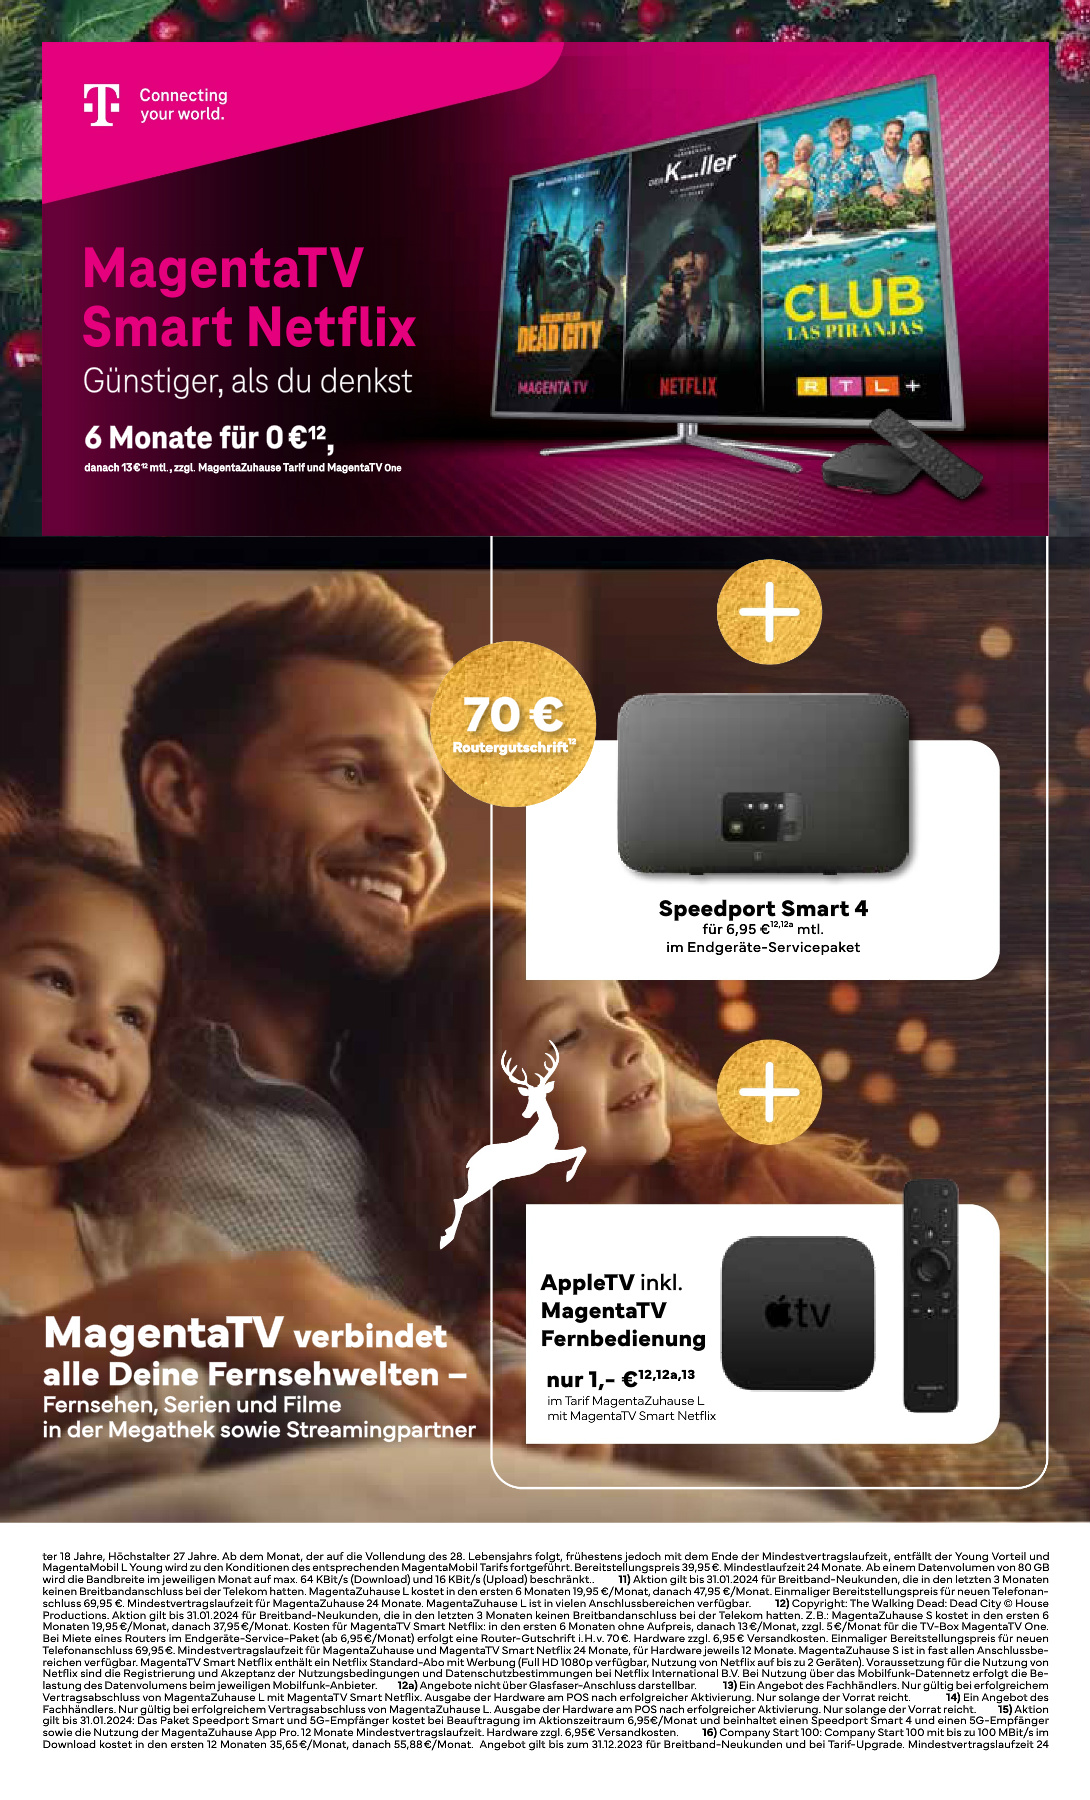 Connecting
your world.
MagentaTV
Smart Netflix
Günstiger, als du denkst
6 Monate für 0 €¹²,
danach 13 €¹² mtl., zzgl. MagentaZuhause Tarif und MagentaTV One
DEAD CITY
MAGENTA TV
DER K...ller
NETFLIX
CLUB
LAS PIRANJAS
RTL+
70 €
Routergutschrift¹²
Speedport Smart 4
für 6,95 €¹²,¹²ᵃ mtl.
im Endgeräte-Servicepaket
AppleTV inkl.
MagentaTV
Fernbedienung
nur 1,- €¹²,¹²ᵃ,¹³
im Tarif MagentaZuhause L
mit MagentaTV Smart Netflix
tv
MagentaTV verbindet
alle Deine Fernsehwelten –
Fernsehen, Serien und Filme
in der Megathek sowie Streamingpartner
ter 18 Jahre, Höchstalter 27 Jahre. Ab dem Monat, der auf die Vollendung des 28. Lebensjahrs folgt, frühestens jedoch mit dem Ende der Mindestvertragslaufzeit, entfällt der Young Vorteil und
MagentaMobil L Young wird zu den Konditionen des entsprechenden MagentaMobil Tarifs fortgeführt. Bereitstellungspreis 39,95 €. Mindestlaufzeit 24 Monate. Ab einem Datenvolumen von 80 GB
wird die Bandbreite im jeweiligen Monat auf max. 64 KBit/s (Download) und 16 KBit/s (Upload) beschränkt.. 11) Aktion gilt bis 31.01.2024 für Breitband-Neukunden, die in den letzten 3 Monaten
keinen Breitbandanschluss bei der Telekom hatten. MagentaZuhause L kostet in den ersten 6 Monaten 19,95 €/Monat, danach 47,95 €/Monat. Einmaliger Bereitstellungspreis für neuen Telefonan-
schluss 69,95 €. Mindestvertragslaufzeit für MagentaZuhause 24 Monate. MagentaZuhause L ist in vielen Anschlussbereichen verfügbar. 12) Copyright: The Walking Dead: Dead City © House
Productions. Aktion gilt bis 31.01.2024 für Breitband-Neukunden, die in den letzten 3 Monaten keinen Breitbandanschluss bei der Telekom hatten. Z.B.: MagentaZuhause S kostet in den ersten 6
Monaten 19,95 €/Monat, danach 37,95 €/Monat. Kosten für MagentaTV Smart Netflix: in den ersten 6 Monaten ohne Aufpreis, danach 13 €/Monat, zzgl. 5 €/Monat für die TV-Box MagentaTV One.
Bei Miete eines Routers im Endgeräte-Service-Paket (ab 6,95 €/Monat) erfolgt eine Router-Gutschrift i. H. v. 70 €. Hardware zzgl. 6,95 € Versandkosten. Einmaliger Bereitstellungspreis für neuen
Telefonanschluss 69,95 €. Mindestvertragslaufzeit für MagentaZuhause und MagentaTV Smart Netflix 24 Monate, für Hardware jeweils 12 Monate. MagentaZuhause S ist in fast allen Anschlussbe-
reichen verfügbar. MagentaTV Smart Netflix enthält ein Netflix Standard-Abo mit Werbung (Full HD 1080p verfügbar, Nutzung von Netflix auf bis zu 2 Geräten). Voraussetzung für die Nutzung von
Netflix sind die Registrierung und Akzeptanz der Nutzungsbedingungen und Datenschutzbestimmungen bei Netflix International B.V. Bei Nutzung über das Mobilfunk-Datennetz erfolgt die Be-
lastung des Datenvolumens beim jeweiligen Mobilfunk-Anbieter. 12a) Angebote nicht über Glasfaser-Anschluss darstellbar. 13) Ein Angebot des Fachhändlers. Nur gültig bei erfolgreichem
Vertragsabschluss von MagentaZuhause L mit MagentaTV Smart Netflix. Ausgabe der Hardware am POS nach erfolgreicher Aktivierung. Nur solange der Vorrat reicht. 14) Ein Angebot des
Fachhändlers. Nur gültig bei erfolgreichem Vertragsabschluss von MagentaZuhause L. Ausgabe der Hardware am POS nach erfolgreicher Aktivierung. Nur solange der Vorrat reicht. 15) Aktion
gilt bis 31.01.2024: Das Paket Speedport Smart und 5G-Empfänger kostet bei Beauftragung im Aktionszeitraum 6,95€/Monat und beinhaltet einen Speedport Smart 4 und einen 5G-Empfänger
sowie die Nutzung der MagentaZuhause App Pro. 12 Monate Mindestvertragslaufzeit. Hardware zzgl. 6,95 € Versandkosten. 16) Company Start 100: Company Start 100 mit bis zu 100 MBit/s im
Download kostet in den ersten 12 Monaten 35,65 €/Monat, danach 55,88 €/Monat. Angebot gilt bis zum 31.12.2023 für Breitband-Neukunden und bei Tarif-Upgrade. Mindestvertragslaufzeit 24